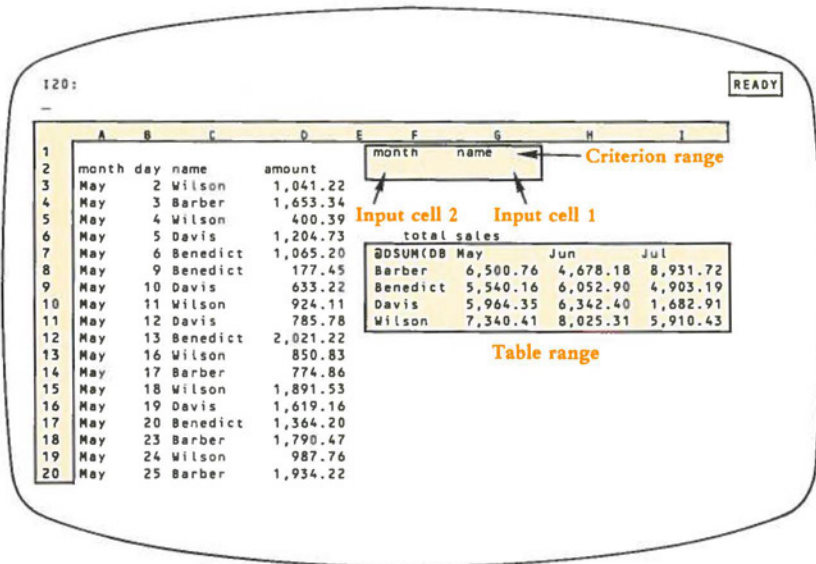 I20:
READY
A B C D E F G H I
1 month name Criterion range
2 month day name amount
3 May 2 Wilson 1,041.22
4 May 3 Barber 1,653.34
5 May 4 Wilson 400.39 Input cell 2 Input cell 1
6 May 5 Davis 1,204.73 total sales
7 May 6 Benedict 1,065.20 @DSUM(DB May Jun Jul
8 May 9 Benedict 177.45 Barber 6,500.76 4,678.18 8,931.72
9 May 10 Davis 633.22 Benedict 5,540.16 6,052.90 4,903.19
10 May 11 Wilson 924.11 Davis 5,964.35 6,342.40 1,682.91
11 May 12 Davis 785.78 Wilson 7,340.41 8,025.31 5,910.43
12 May 13 Benedict 2,021.22
13 May 16 Wilson 850.83 Table range
14 May 17 Barber 774.86
15 May 18 Wilson 1,891.53
16 May 19 Davis 1,619.16
17 May 20 Benedict 1,364.20
18 May 23 Barber 1,790.47
19 May 24 Wilson 987.76
20 May 25 Barber 1,934.22